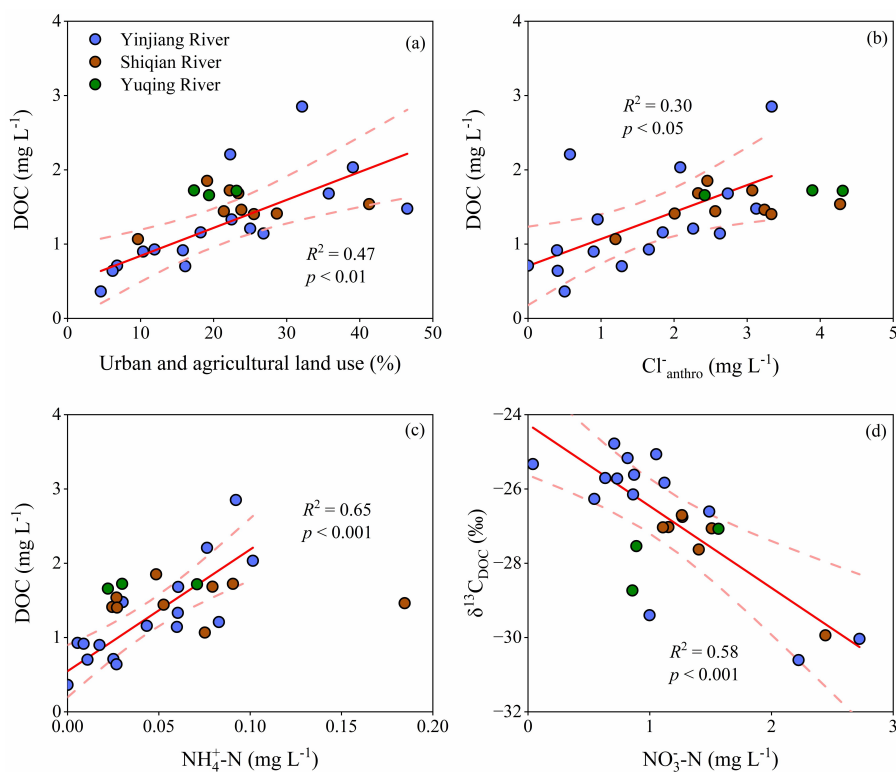 (a)
Yinjiang River
Shiqian River
Yuqing River
4
3
2
1
0
DOC (mg L⁻¹)
R² = 0.47
p < 0.01
0 10 20 30 40 50
Urban and agricultural land use (%)
(b)
4
3
2
1
0
DOC (mg L⁻¹)
R² = 0.30
p < 0.05
0 1 2 3 4 5
Cl⁻anthro (mg L⁻¹)
(c)
4
3
2
1
0
DOC (mg L⁻¹)
R² = 0.65
p < 0.001
0.00 0.05 0.10 0.15 0.20
NH₄⁺-N (mg L⁻¹)
(d)
−24
−26
−28
−30
−32
δ¹³C_DOC (‰)
R² = 0.58
p < 0.001
0 1 2 3
NO₃⁻-N (mg L⁻¹)